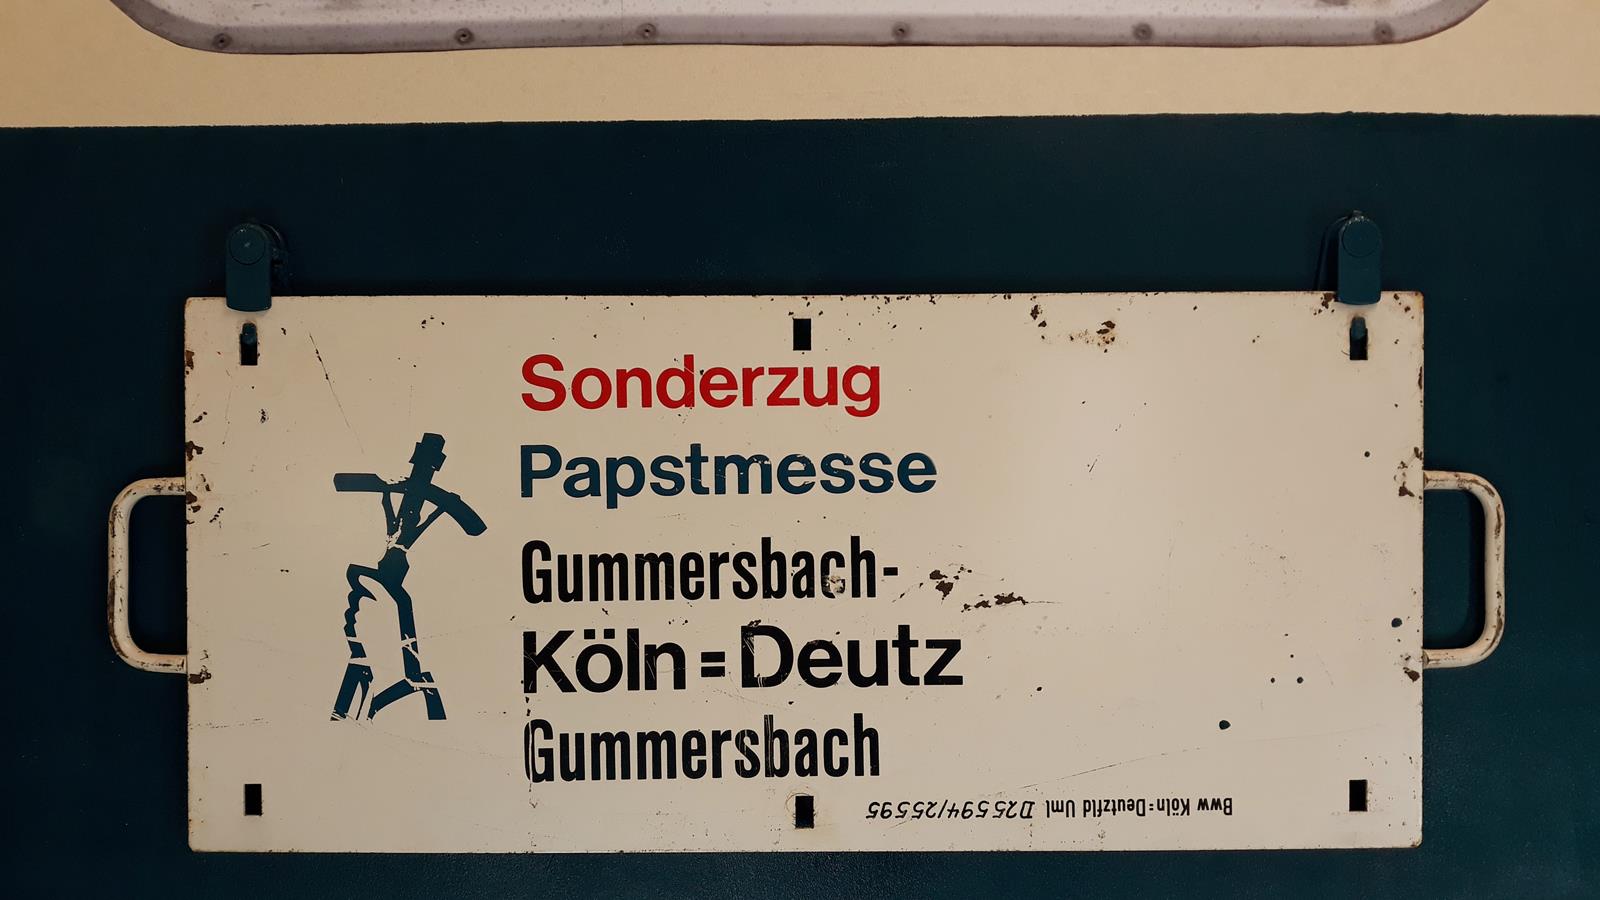 Sonderzug
Papstmesse
Gummersbach-
Köln=Deutz
Gummersbach
Bww Köln=Deutzfld Uml D25594/25595